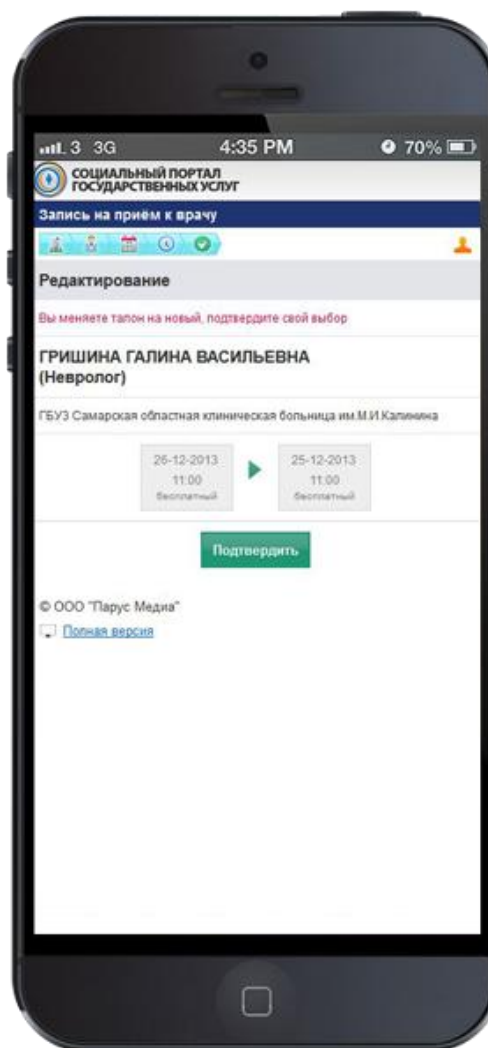 3 3G 4:35 PM 70%
СОЦИАЛЬНЫЙ ПОРТАЛ
ГОСУДАРСТВЕННЫХ УСЛУГ
Запись на приём к врачу
Редактирование
Вы меняете талон на новый, подтвердите свой выбор
ГРИШИНА ГАЛИНА ВАСИЛЬЕВНА
(Невролог)
ГБУЗ Самарская областная клиническая больница им.М.И.Калинина
26-12-2013
11:00
бесплатный
25-12-2013
11:00
бесплатный
Подтвердить
© ООО "Парус Медиа"
Полная версия